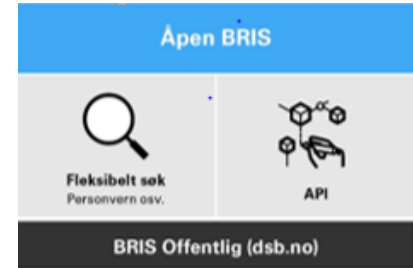 Åpen BRIS
Fleksibelt søk
Personvern osv.
API
BRIS Offentlig (dsb.no)